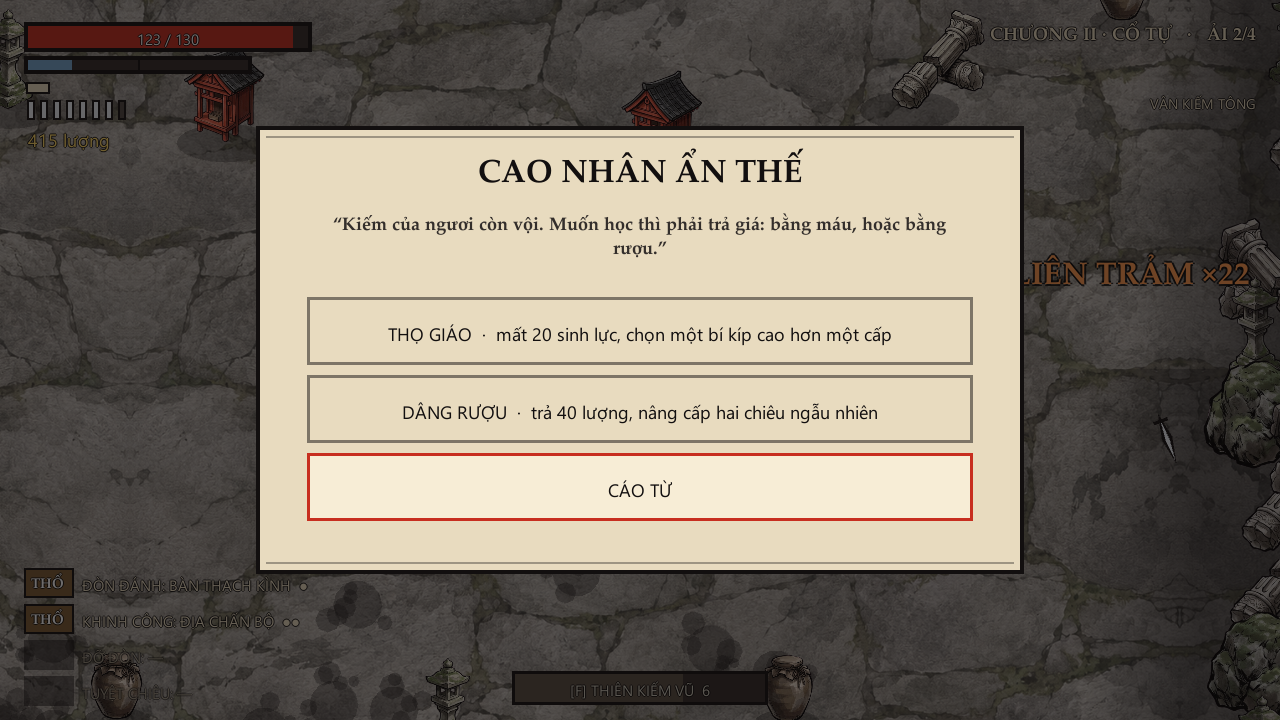 123 / 130
415 lượng
CHƯƠNG II · CỔ TỰ · ẢI 2/4
VÂN KIẾM TÔNG
CAO NHÂN ẨN THẾ
“Kiếm của ngươi còn vội. Muốn học thì phải trả giá: bằng máu, hoặc bằng
rượu.”
LIÊN TRẢM ×22
THỌ GIÁO · mất 20 sinh lực, chọn một bí kíp cao hơn một cấp
DÂNG RƯỢU · trả 40 lượng, nâng cấp hai chiêu ngẫu nhiên
CÁO TỪ
THỔ ĐÒN ĐÁNH: BÀN THẠCH KÌNH
THỔ KHINH CÔNG: ĐỊA CHẤN BỘ
TUYỆT CHIÊU: —
[F] THIÊN KIẾM VŨ 6